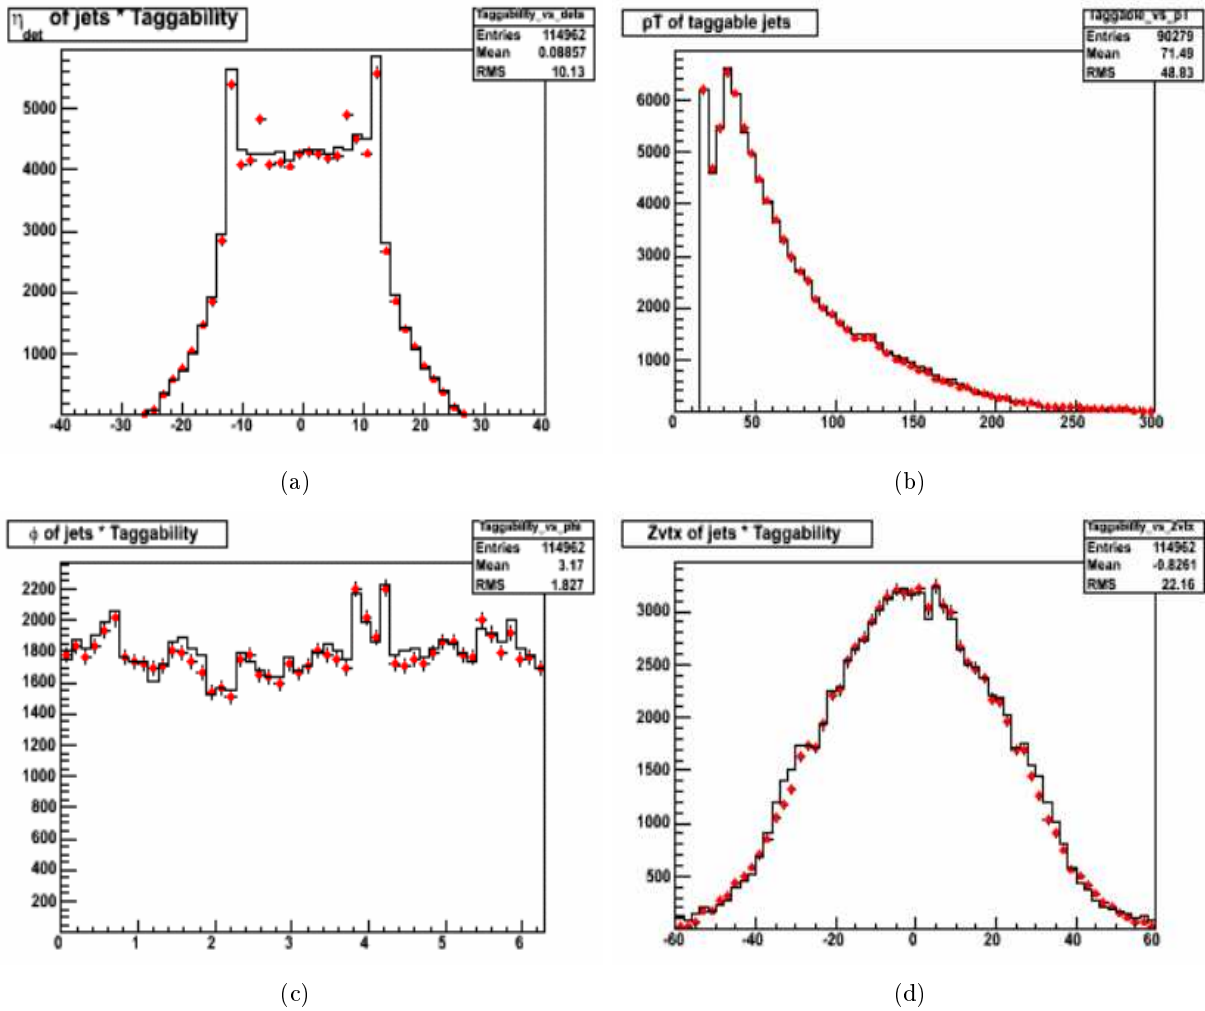 η_det of jets * Taggability
Taggability_vs_deta
Entries 114962
Mean 0.08857
RMS 10.13
5000
4000
3000
2000
1000
-40 -30 -20 -10 0 10 20 30 40
(a)
pT of taggable jets
Taggable_vs_pT
Entries 90279
Mean 71.49
RMS 48.83
6000
5000
4000
3000
2000
1000
0 50 100 150 200 250 300
(b)
ϕ of jets * Taggability
Taggability_vs_phi
Entries 114962
Mean 3.17
RMS 1.827
2200
2000
1800
1600
1400
1200
1000
800
600
400
200
0 1 2 3 4 5 6
(c)
Zvtx of jets * Taggability
Taggability_vs_Zvtx
Entries 114962
Mean -0.8261
RMS 22.16
3000
2500
2000
1500
1000
500
-60 -40 -20 0 20 40 60
(d)